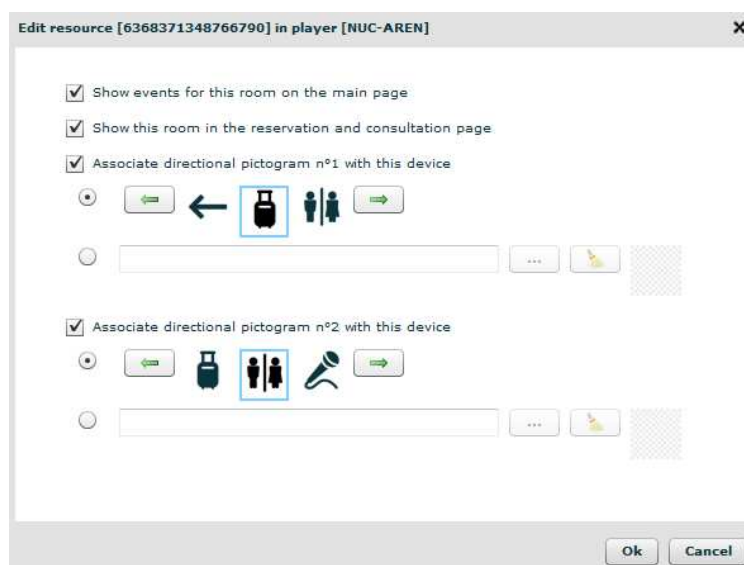 Edit resource [6368371348766790] in player [NUC-AREN]
Show events for this room on the main page
Show this room in the reservation and consultation page
Associate directional pictogram nº1 with this device
...
Associate directional pictogram nº2 with this device
...
Ok Cancel